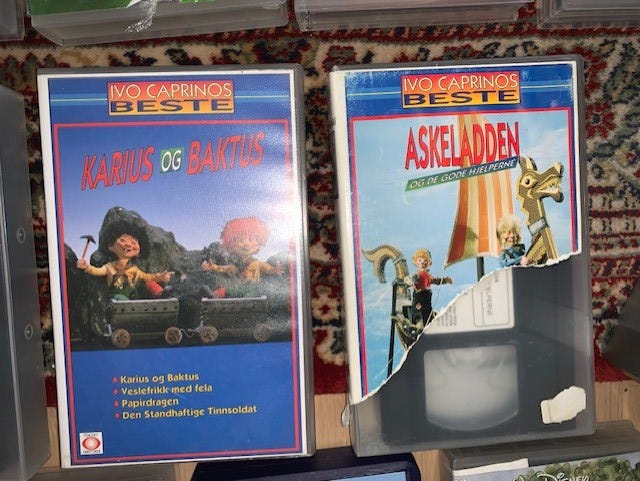 IVO CAPRINOS
BESTE
KARIUS OG BAKTUS
Karius og Baktus
Veslefrikk med fela
Papirdragen
Den Standhaftige Tinnsoldat
IVO CAPRINOS
BESTE
ASKELADDEN
OG DE GODE HJELPERNE
DISNEY